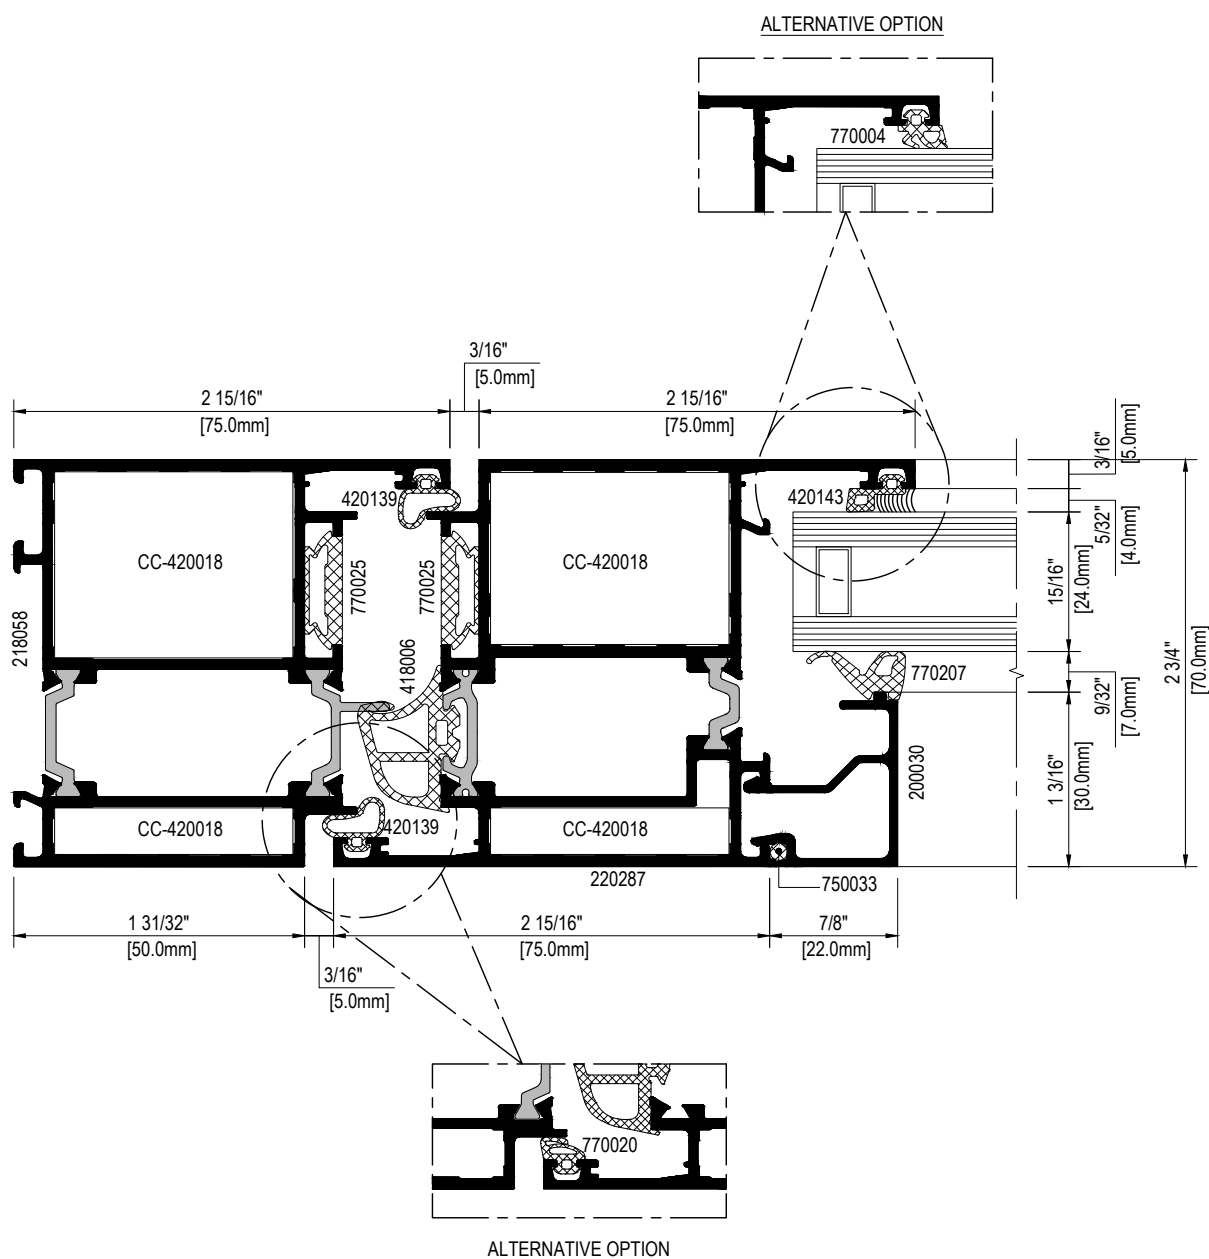 ALTERNATIVE OPTION
770004
3/16"
[5.0mm]
2 15/16"
[75.0mm]
2 15/16"
[75.0mm]
3/16"
[5.0mm]
420139
420143
5/32"
[4.0mm]
CC-420018
770025
770025
CC-420018
15/16"
[24.0mm]
218058
418006
770207
9/32"
[7.0mm]
2 3/4"
[70.0mm]
200030
1 3/16"
[30.0mm]
CC-420018
420139
CC-420018
220287
750033
1 31/32"
[50.0mm]
2 15/16"
[75.0mm]
7/8"
[22.0mm]
3/16"
[5.0mm]
770020
ALTERNATIVE OPTION